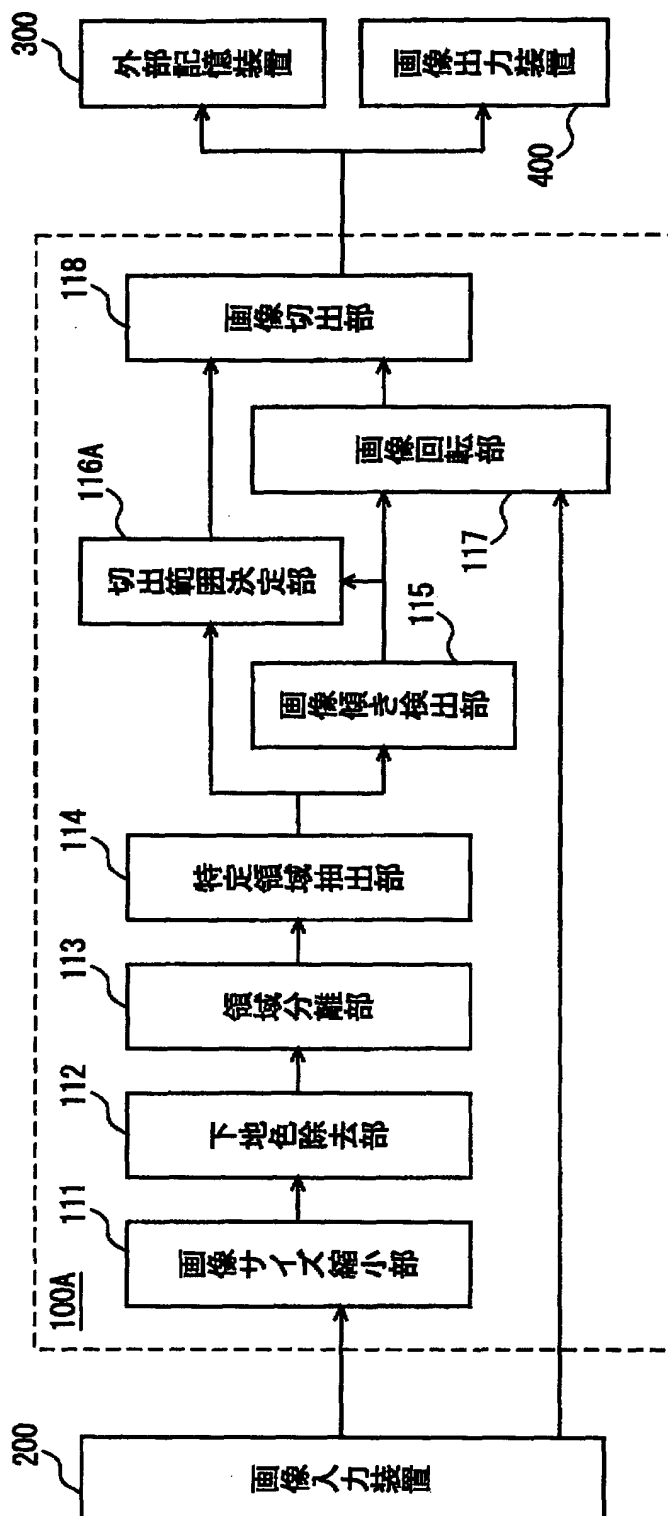 200
画像入力装置
100A
111
画像サイズ縮小部
112
下地色除去部
113
領域分離部
114
特定領域抽出部
115
画像傾き検出部
116A
切出範囲決定部
117
画像回転部
118
画像切出部
300
外部記憶装置
400
画像出力装置